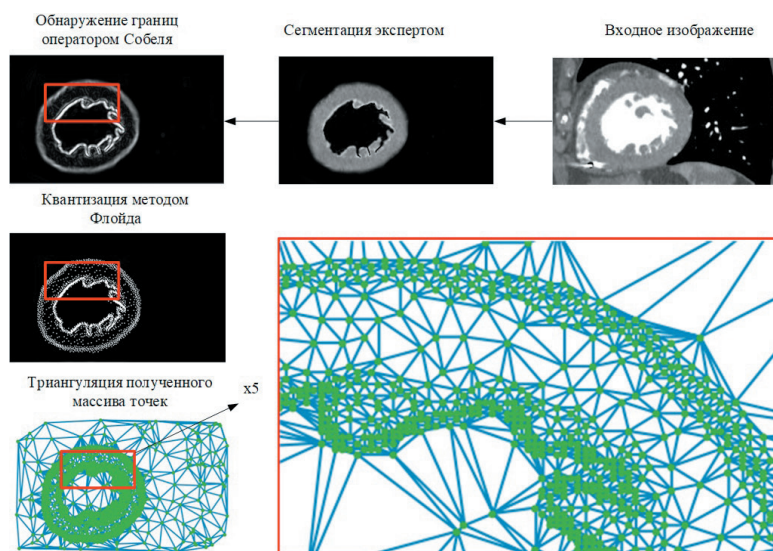 Обнаружение границ
оператором Собеля
Сегментация экспертом
Входное изображение
Квантизация методом
Флойда
Триангуляция полученного
массива точек
x5